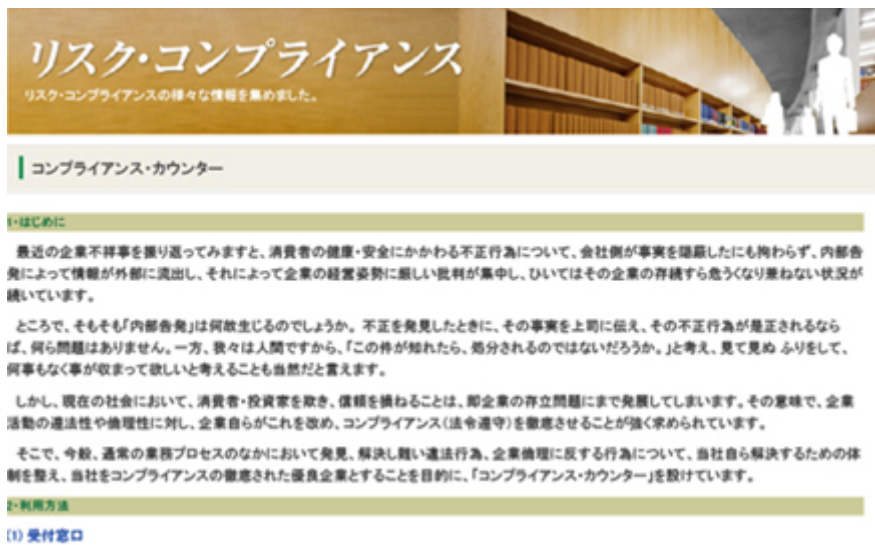 リスク・コンプライアンス
リスク・コンプライアンスの様々な情報を集めました。
コンプライアンス・カウンター
1・はじめに
最近の企業不祥事を振り返ってみますと、消費者の健康・安全にかかわる不正行為について、会社側が事実を隠蔽したにも拘わらず、内部告
発によって情報が外部に流出し、それによって企業の経営姿勢に厳しい批判が集中し、ひいてはその企業の存続すら危うくなり兼ねない状況が
続いています。
ところで、そもそも「内部告発」は何故生じるのでしょうか。 不正を発見したときに、その事実を上司に伝え、その不正行為が是正されるなら
ば、何ら問題はありません。一方、我々は人間ですから、「この件が知れたら、処分されるのではないだろうか。」と考え、見て見ぬ ふりをして、
何事もなく事が収まって欲しいと考えることも当然だと言えます。
しかし、現在の社会において、消費者・投資家を欺き、信頼を損ねることは、即企業の存立問題にまで発展してしまいます。その意味で、企業
活動の適法性や倫理性に対し、企業自らがこれを改め、コンプライアンス(法令遵守)を徹底させることが強く求められています。
そこで、今般、通常の業務プロセスのなかにおいて発見、解決し難い違法行為、企業倫理に反する行為について、当社自ら解決するための体
制を整え、当社をコンプライアンスの徹底された優良企業とすることを目的に、「コンプライアンス・カウンター」を設けています。
2・利用方法
(1) 受付窓口